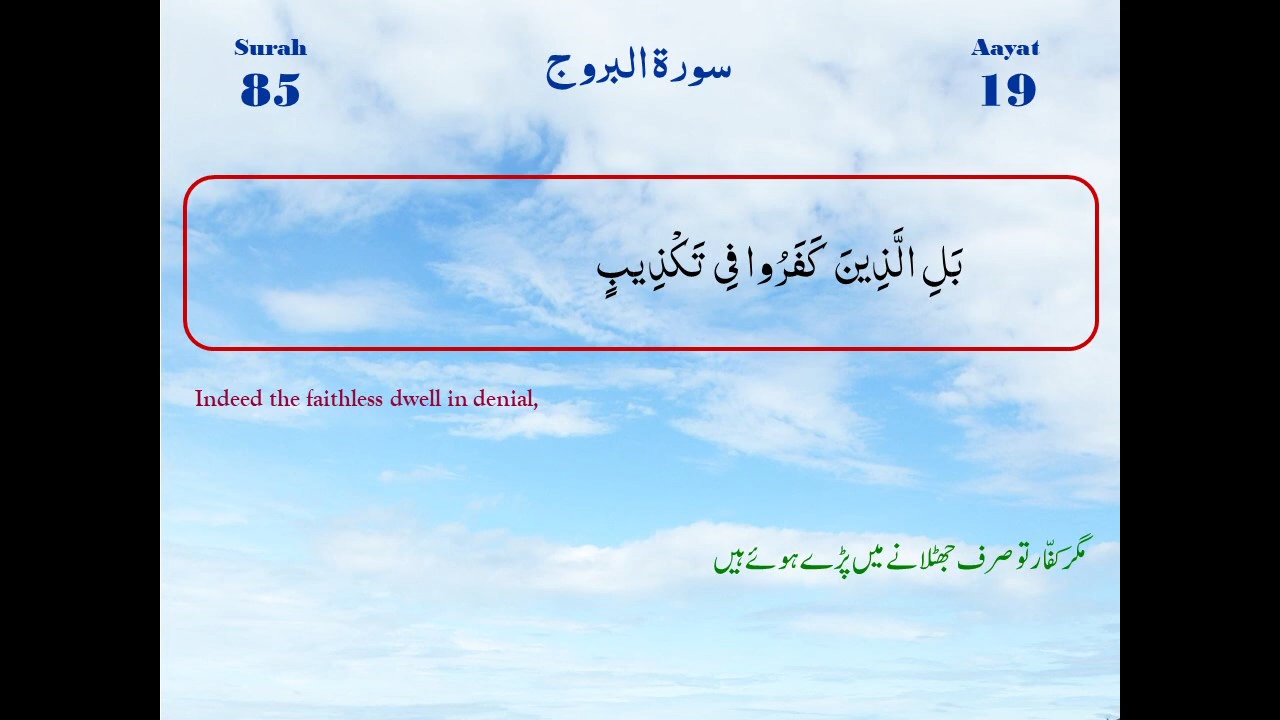 Surah
85
سورة البروج
Aayat
19
بَلِ الَّذِينَ كَفَرُوا فِي تَكْذِيبٍ
Indeed the faithless dwell in denial,
مگر کفّار تو صرف جھٹلانے میں پڑے ہوئے ہیں